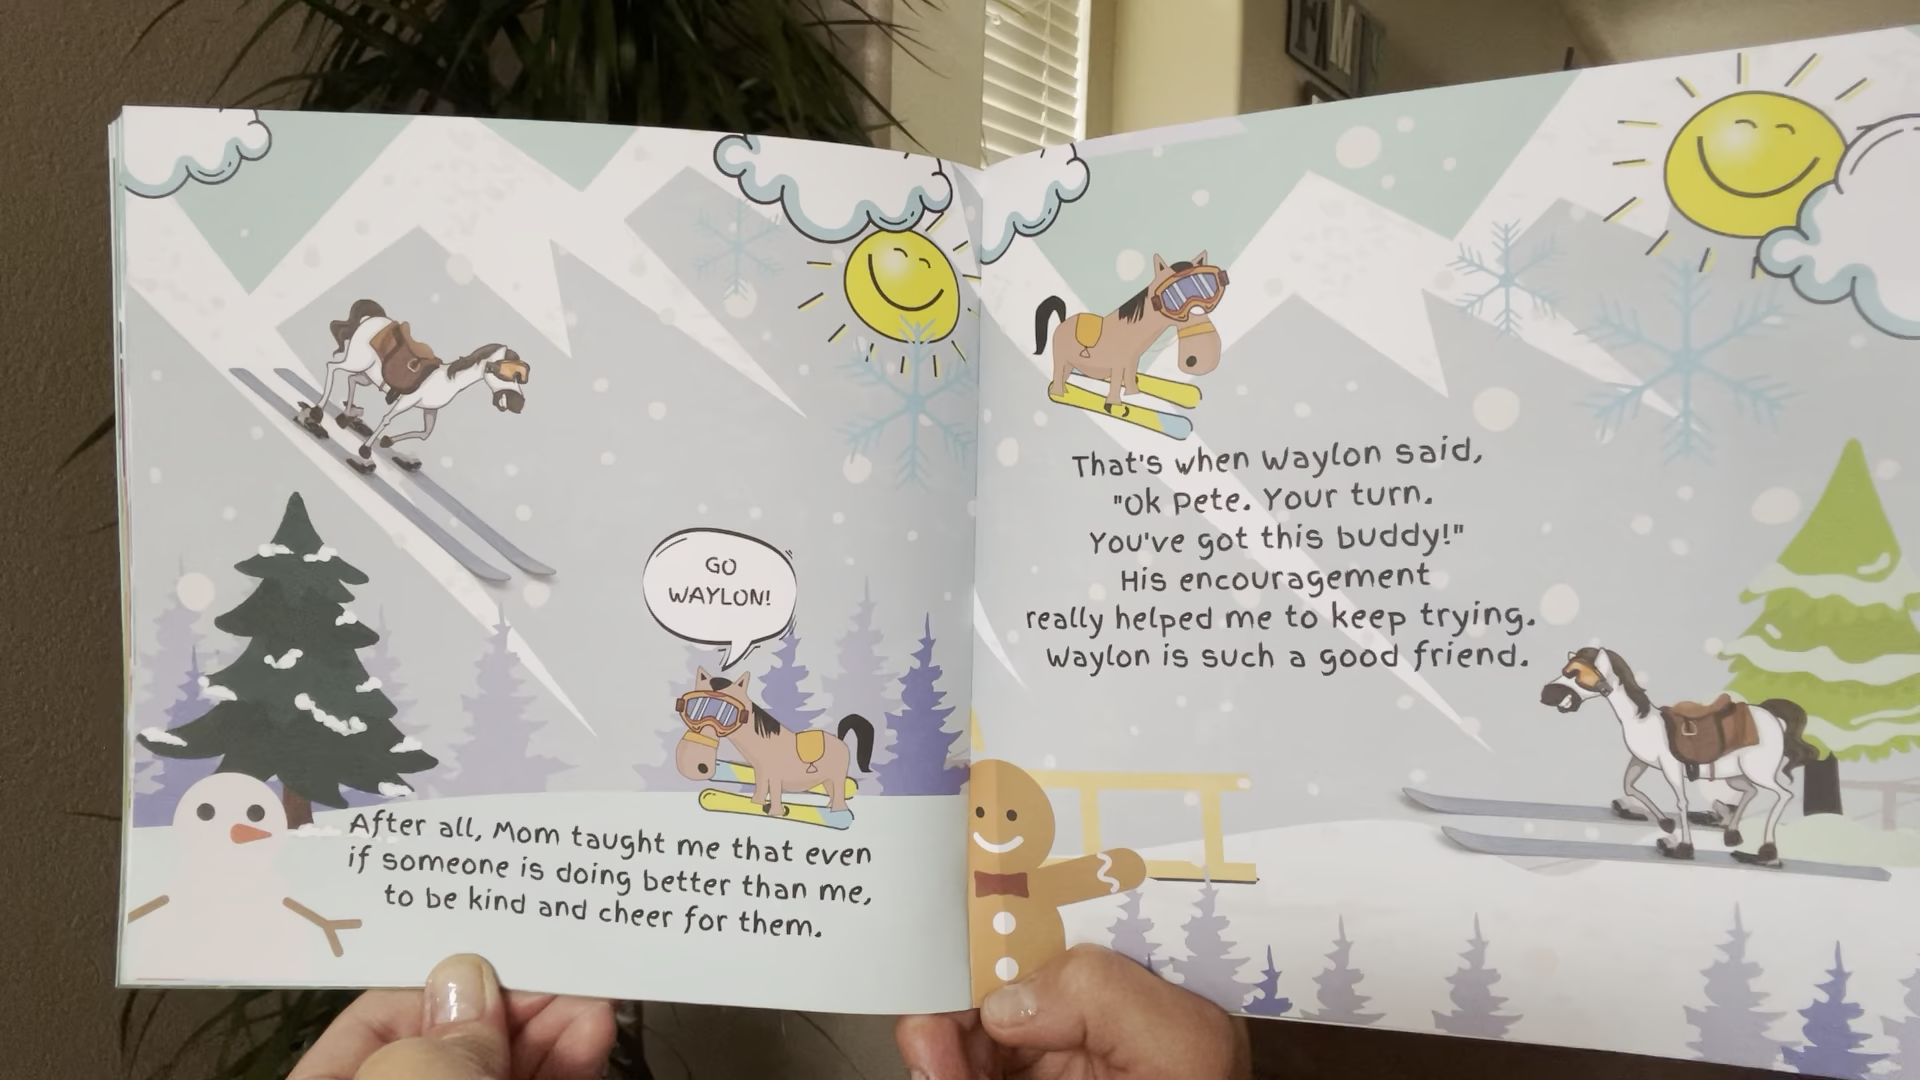 GO
WAYLON!
After all, Mom taught me that even
if someone is doing better than me,
to be kind and cheer for them.
That's when Waylon said,
"Ok Pete. Your turn.
You've got this buddy!"
His encouragement
really helped me to keep trying.
Waylon is such a good friend.